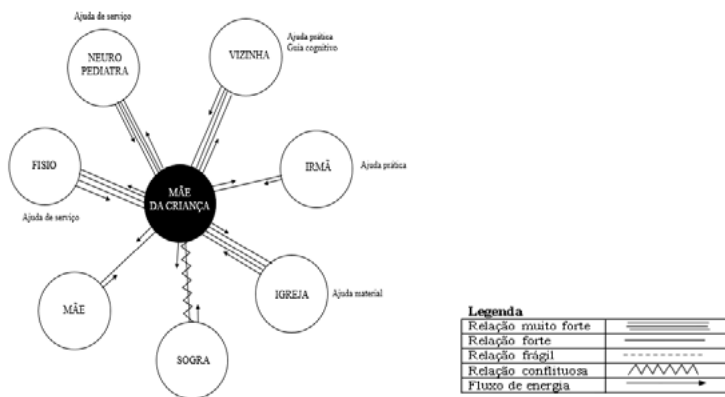 Ajuda de serviço
NEURO
PEDIATRA
Ajuda prática
Guia cognitivo
VIZINHA
FISIO
Ajuda de serviço
IRMÃ
Ajuda prática
MÃE
DA CRIANÇA
MÃE
SOGRA
IGREJA
Ajuda material
Legenda
Relação muito forte
Relação forte
Relação frágil
Relação conflituosa
Fluxo de energia